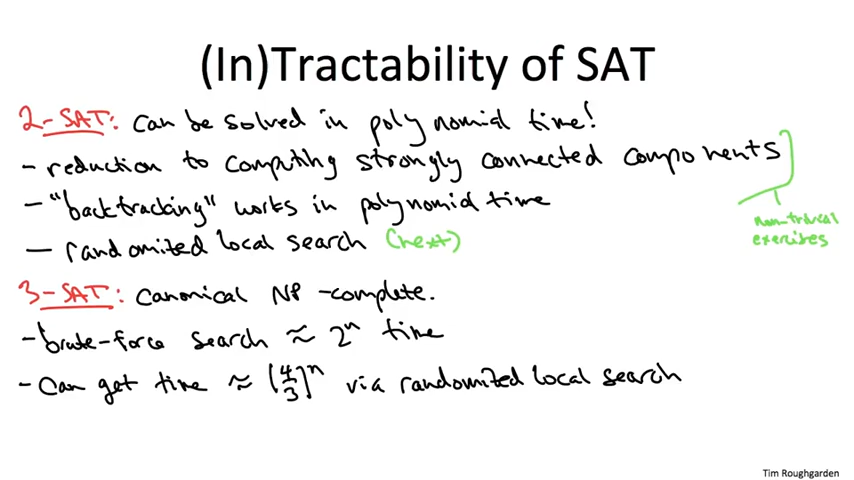 (In)Tractability of SAT
2-SAT: can be solved in polynomial time!
- reduction to computing strongly connected components
- "backtracking" works in polynomial time
non-trivial
exercises
- randomized local search (next)
3-SAT: canonical NP-complete.
- brute-force search ≈ 2ⁿ time
- Can get time ≈ (4/3)ⁿ via randomized local search
Tim Roughgarden